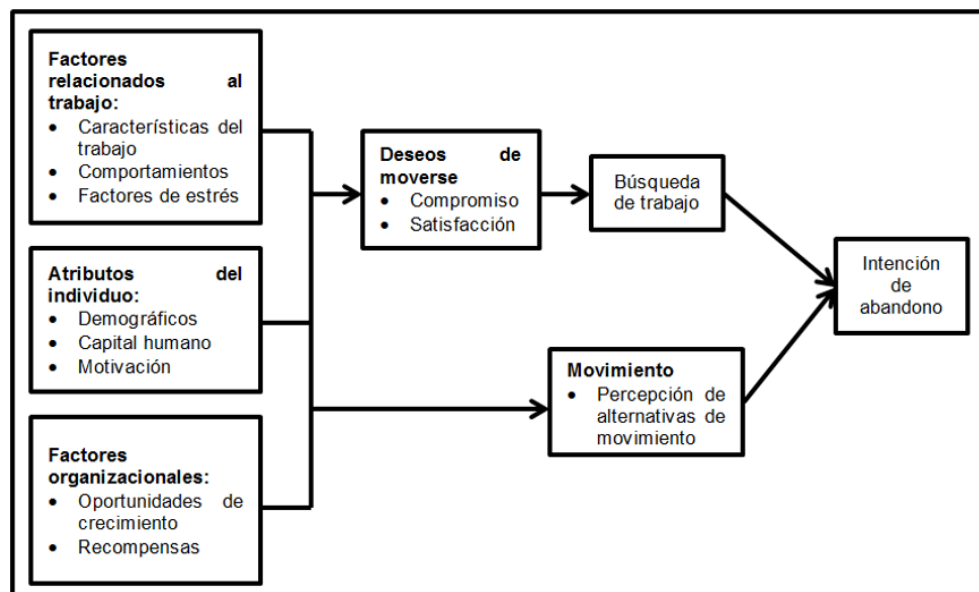 Factores
relacionados al
trabajo:
• Características del
trabajo
• Comportamientos
• Factores de estrés
Atributos del
individuo:
• Demográficos
• Capital humano
• Motivación
Factores
organizacionales:
• Oportunidades de
crecimiento
• Recompensas
Deseos de
moverse
• Compromiso
• Satisfacción
Búsqueda
de trabajo
Movimiento
• Percepción de
alternativas de
movimiento
Intención
de
abandono